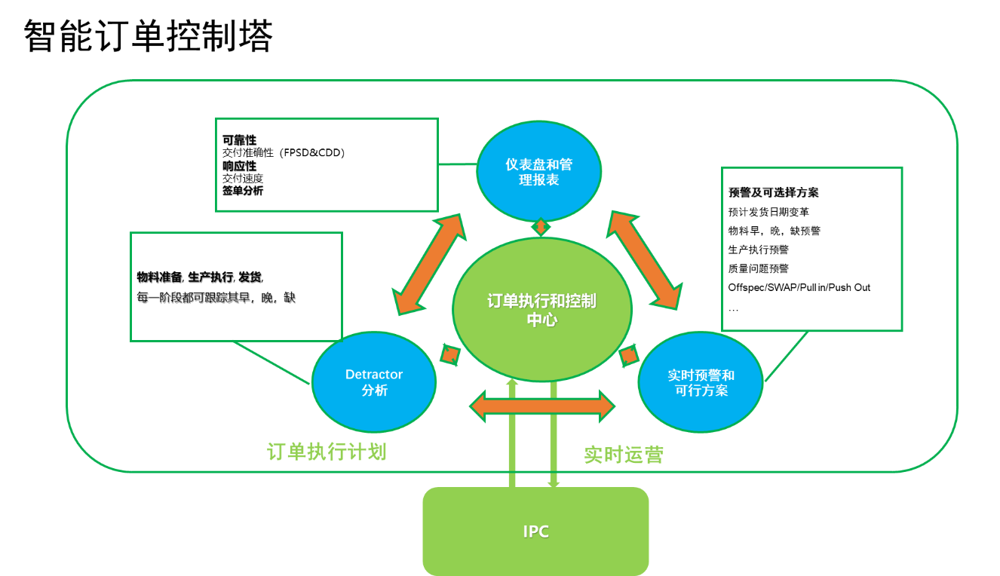 智能订单控制塔
可靠性
交付准确性（FPSD&CDD）
响应性
交付速度
签单分析
仪表盘和管
理报表
预警及可选择方案
预计发货日期变革
物料早，晚，缺预警
生产执行预警
质量问题预警
Offspec/SWAP/Pull in/Push Out
…
物料准备, 生产执行, 发货,
每一阶段都可跟踪其早，晚，缺
订单执行和控制
中心
Detractor
分析
实时预警和
可行方案
订单执行计划
实时运营
IPC